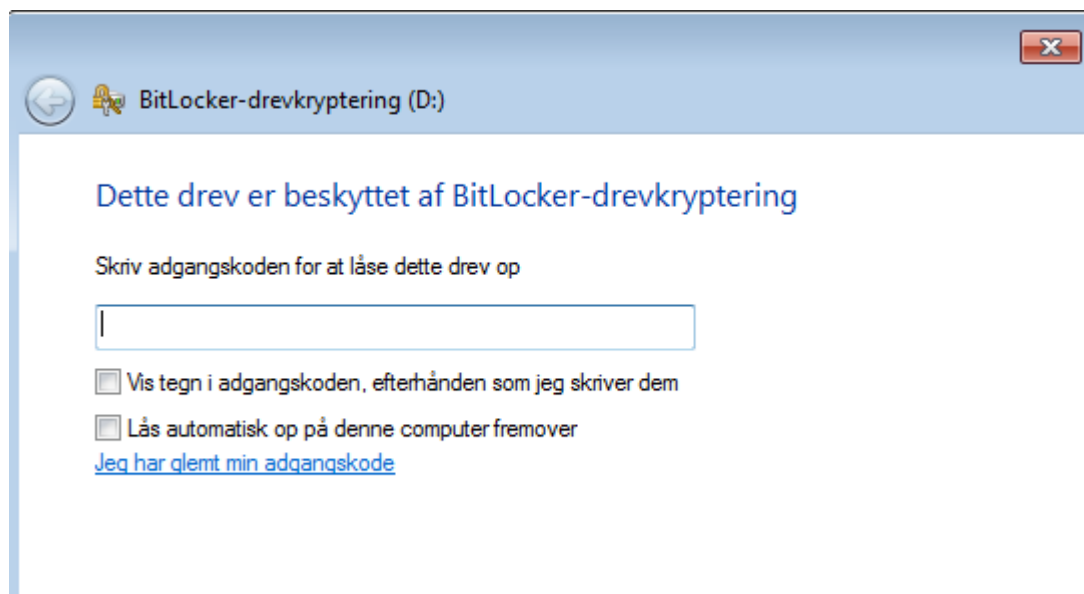 BitLocker-drevkryptering (D:)
Dette drev er beskyttet af BitLocker-drevkryptering
Skriv adgangskoden for at låse dette drev op
Vis tegn i adgangskoden, efterhånden som jeg skriver dem
Lås automatisk op på denne computer fremover
Jeg har glemt min adgangskode